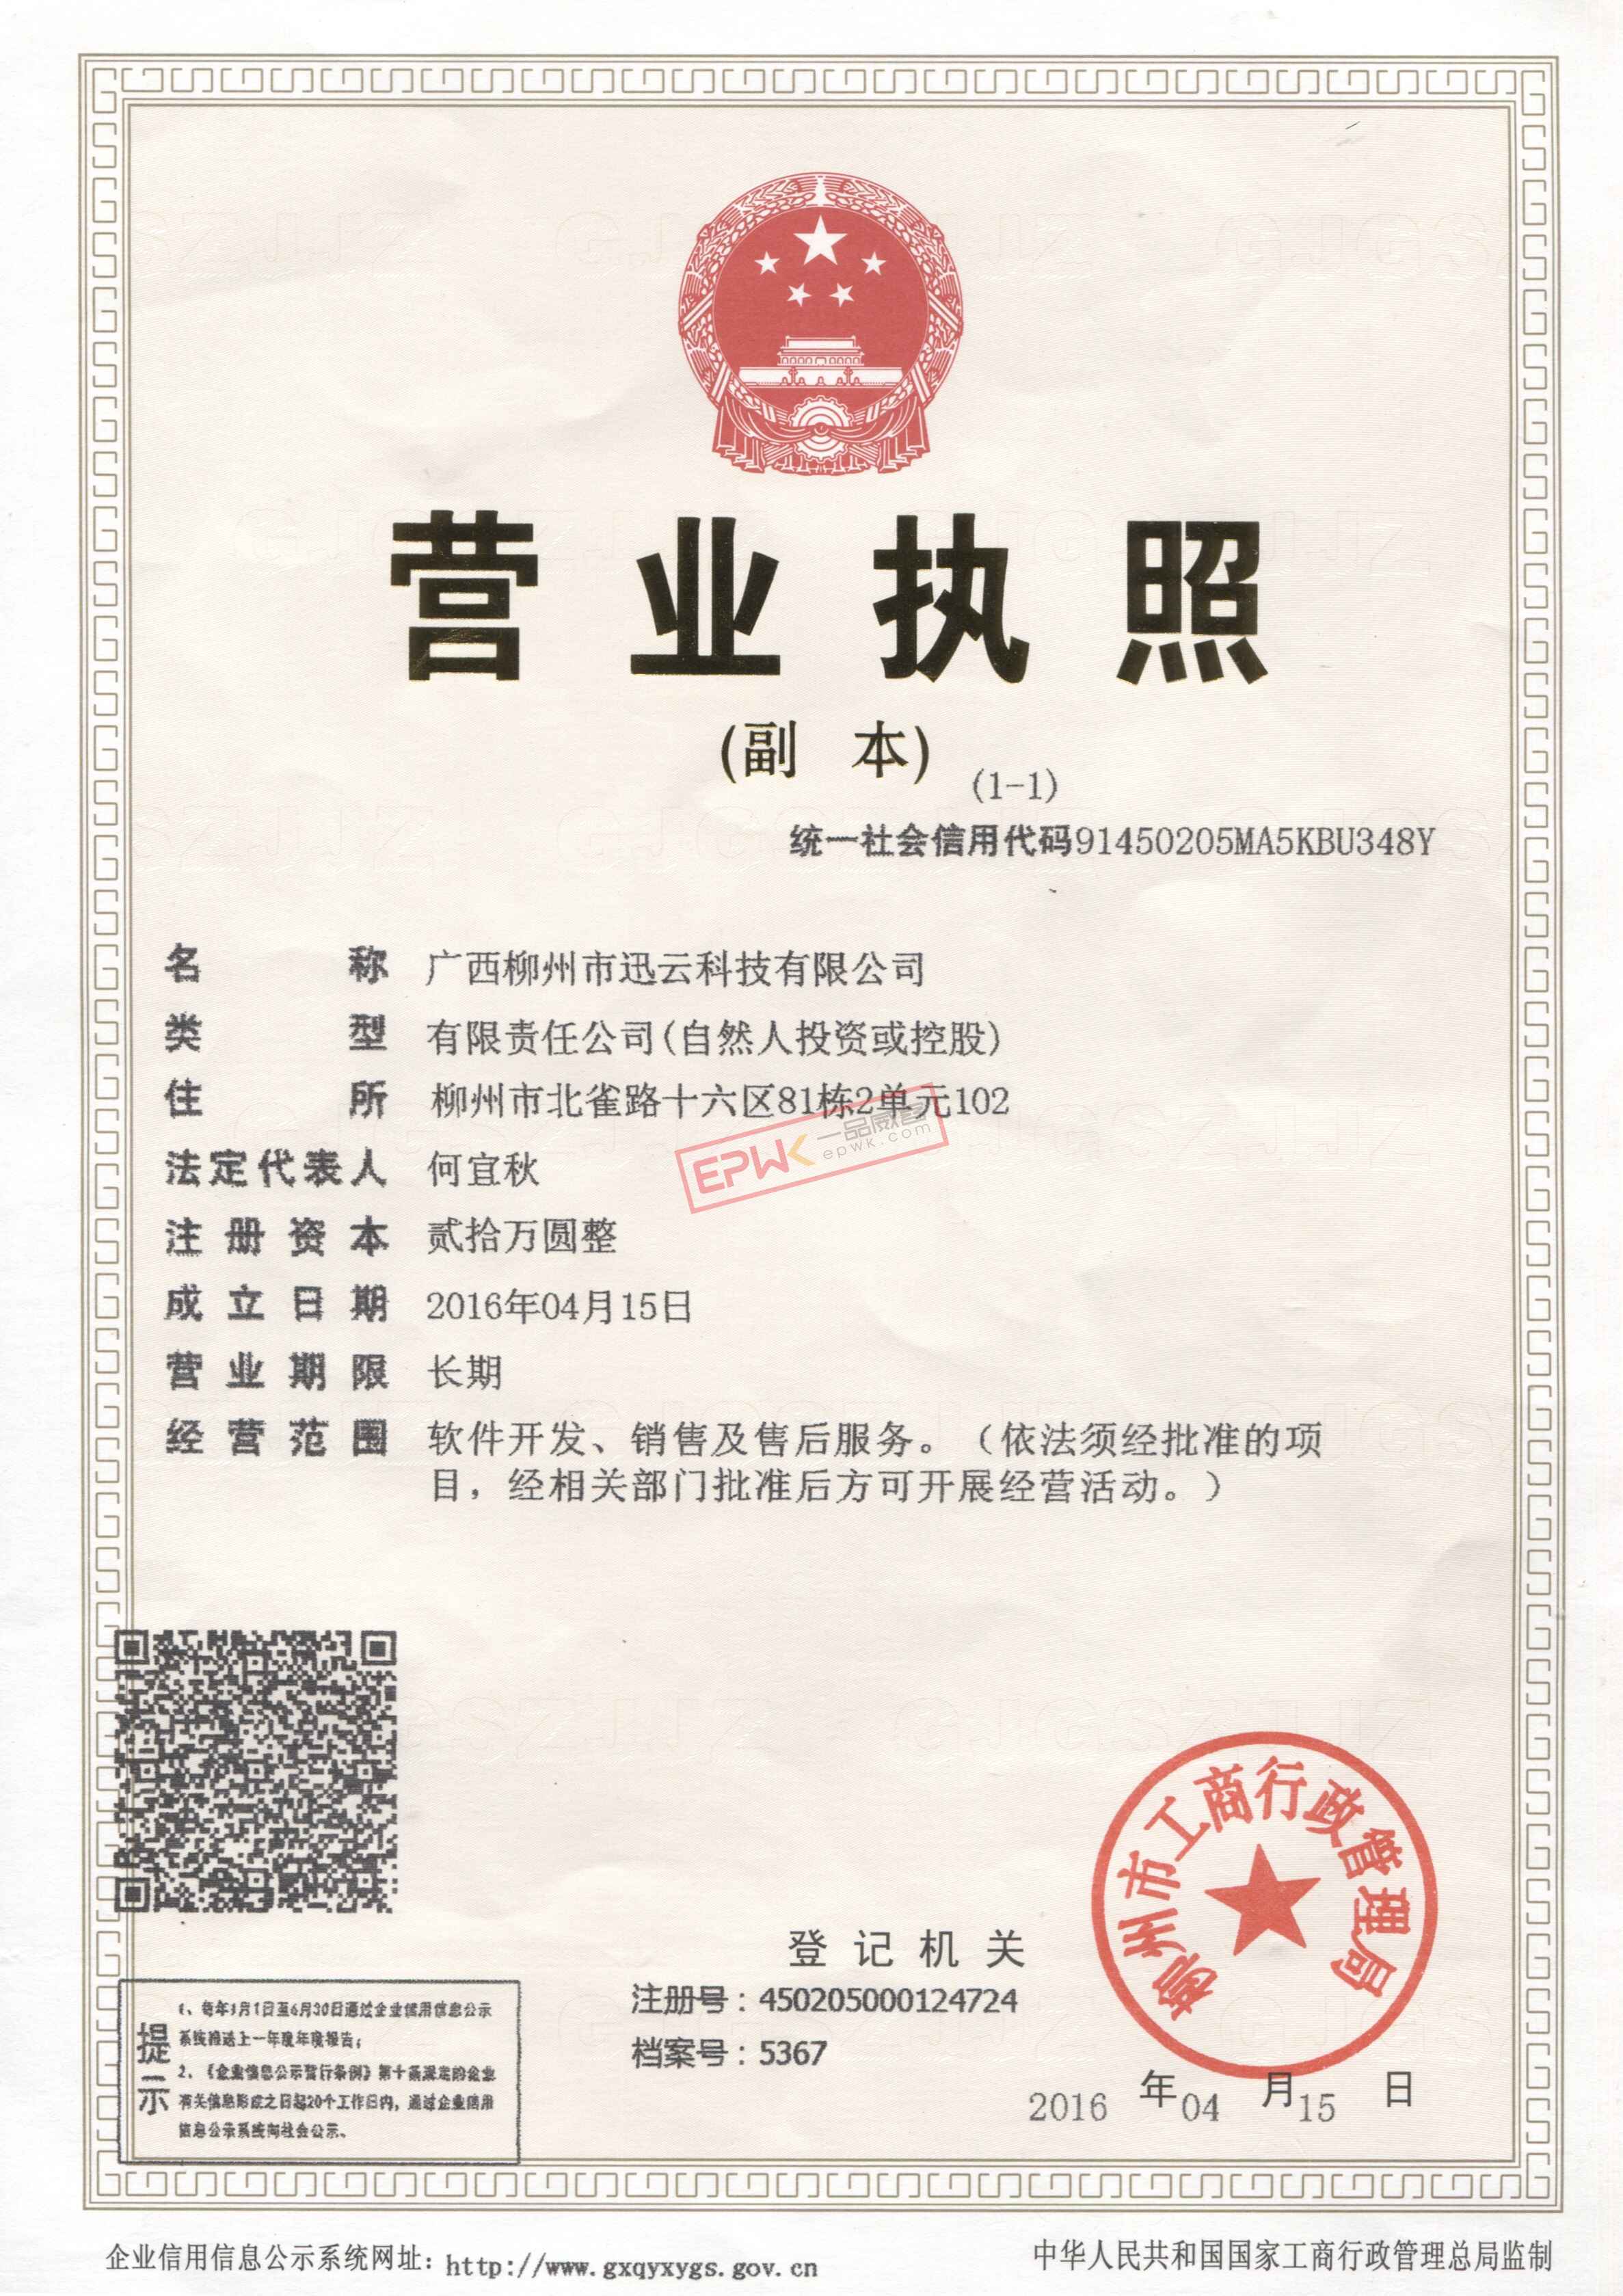 营业执照
(副 本)
(1-1)
统一社会信用代码91450205MA5KBU348Y
名称 广西柳州市迅云科技有限公司
类型 有限责任公司(自然人投资或控股)
住所 柳州市北雀路十六区81栋2单元102
EPWK一品威客
epwk.com
法定代表人 何宜秋
注册资本 贰拾万圆整
成立日期 2016年04月15日
营业期限 长期
经营范围 软件开发、销售及售后服务。（依法须经批准的项
目，经相关部门批准后方可开展经营活动。）
柳州市工商行政管理局
登记机关
注册号：450205000124724
档案号：5367
2016年04月15日
提示
1、每年1月1日至6月30日通过企业信用信息公示
系统推送上一年度年度报告；
2、《企业信息公示暂行条例》第十条规定的企业
有关信息形成之日起20个工作日内，通过企业信用
信息公示系统向社会公示。
企业信用信息公示系统网址：http://www.gxqyxygs.gov.cn
中华人民共和国国家工商行政管理总局监制